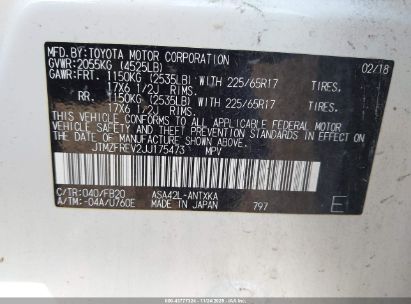 MFD.BY:TOYOTA MOTOR CORPORATION 02/18
GVWR:2055KG (4525LB)
GAWR:FRT. 1150KG (2535LB) WITH 225/65R17 TIRES,
17X6 1/2J RIMS.
RR. 1150KG (2535LB) WITH 225/65R17 TIRES,
17X6 1/2J RIMS.
THIS VEHICLE CONFORMS TO ALL APPLICABLE FEDERAL MOTOR
VEHICLE SAFETY AND THEFT PREVENTION STANDARDS IN EFFECT
ON THE DATE OF MANUFACTURE SHOWN ABOVE.
JTMZFREV2JJ175473 MPV
C/TR:040/FB20 ASA42L-ANTXKA
A/TM:-04A/U760E MADE IN JAPAN 797 E